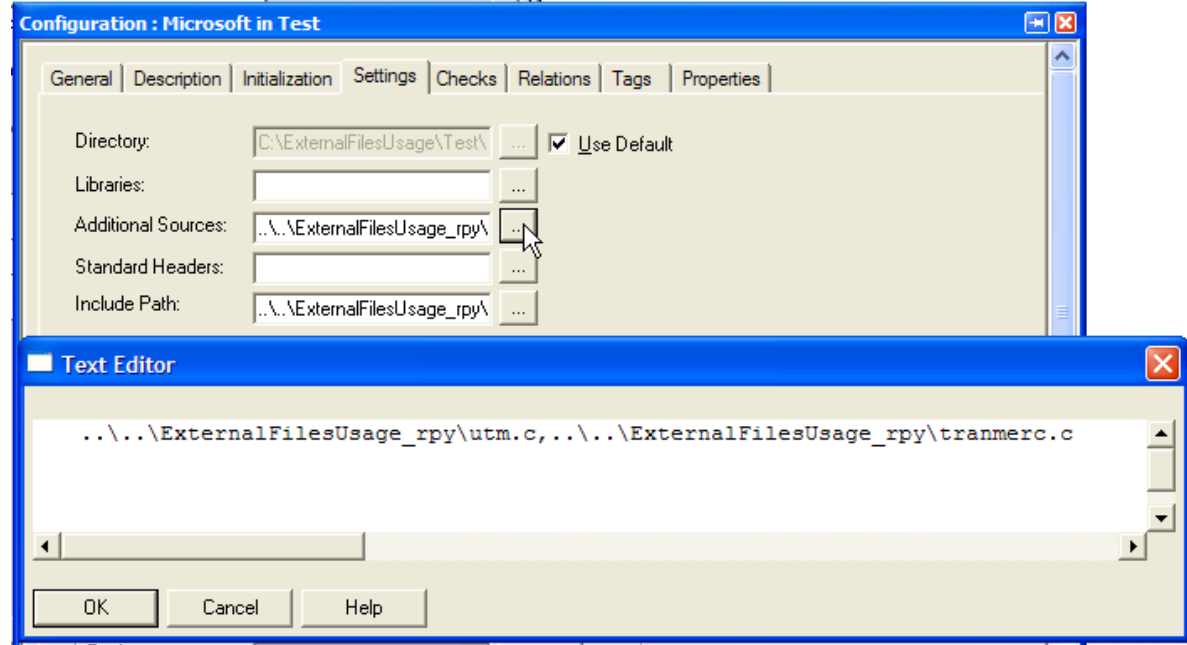 Configuration : Microsoft in Test
General Description Initialization Settings Checks Relations Tags Properties
Directory: C:\ExternalFilesUsage\Test\ ... Use Default
Libraries: ...
Additional Sources: ..\..\ExternalFilesUsage_rpy\ ...
Standard Headers: ...
Include Path: ..\..\ExternalFilesUsage_rpy\ ...
Text Editor
..\..\ExternalFilesUsage_rpy\utm.c,..\..\ExternalFilesUsage_rpy\tranmerc.c
OK Cancel Help